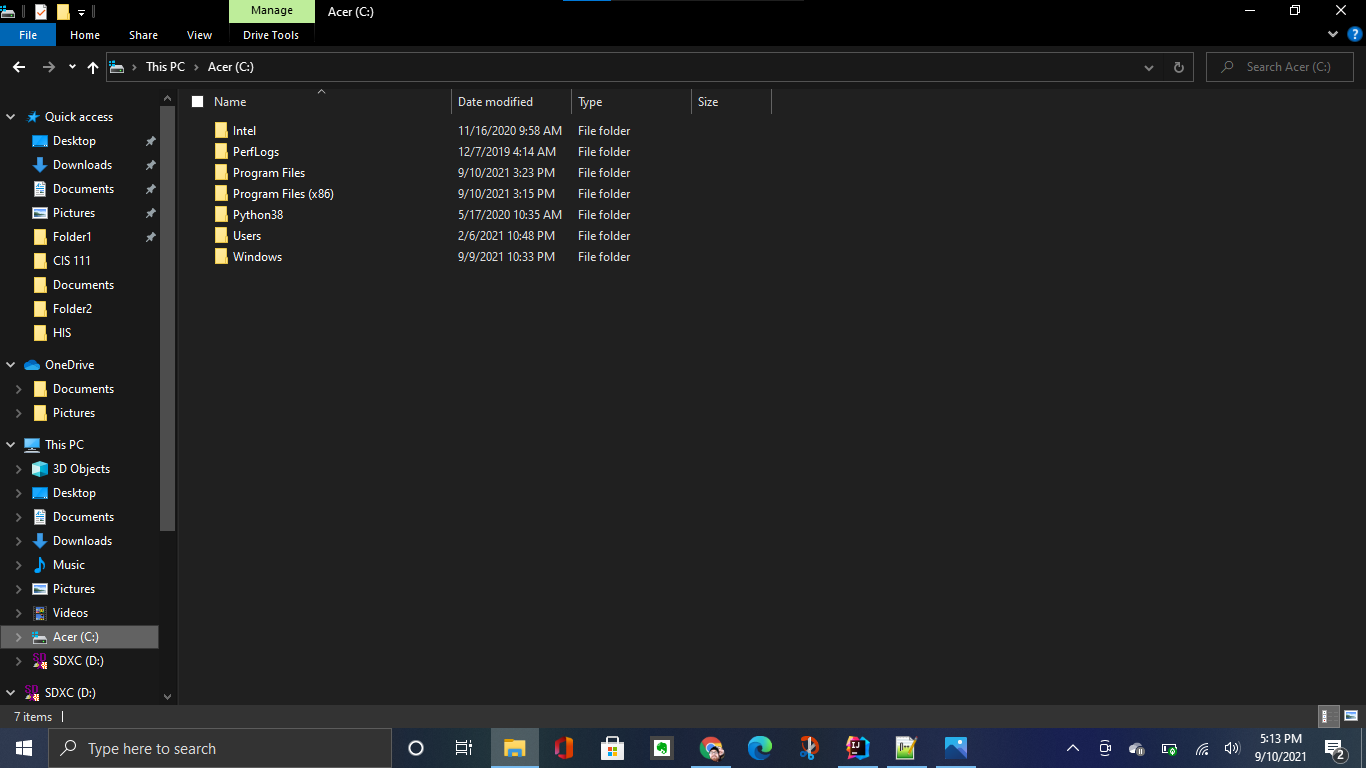 Manage
Acer (C:)
File Home Share View Drive Tools
This PC Acer (C:)
Search Acer (C:)
Name Date modified Type Size
Quick access
Desktop
Downloads
Documents
Pictures
Folder1
CIS 111
Documents
Folder2
HIS
OneDrive
Documents
Pictures
This PC
3D Objects
Desktop
Documents
Downloads
Music
Pictures
Videos
Acer (C:)
SDXC (D:)
SDXC (D:)
Intel 11/16/2020 9:58 AM File folder
PerfLogs 12/7/2019 4:14 AM File folder
Program Files 9/10/2021 3:23 PM File folder
Program Files (x86) 9/10/2021 3:15 PM File folder
Python38 5/17/2020 10:35 AM File folder
Users 2/6/2021 10:48 PM File folder
Windows 9/9/2021 10:33 PM File folder
7 items
Type here to search
5:13 PM
9/10/2021
2